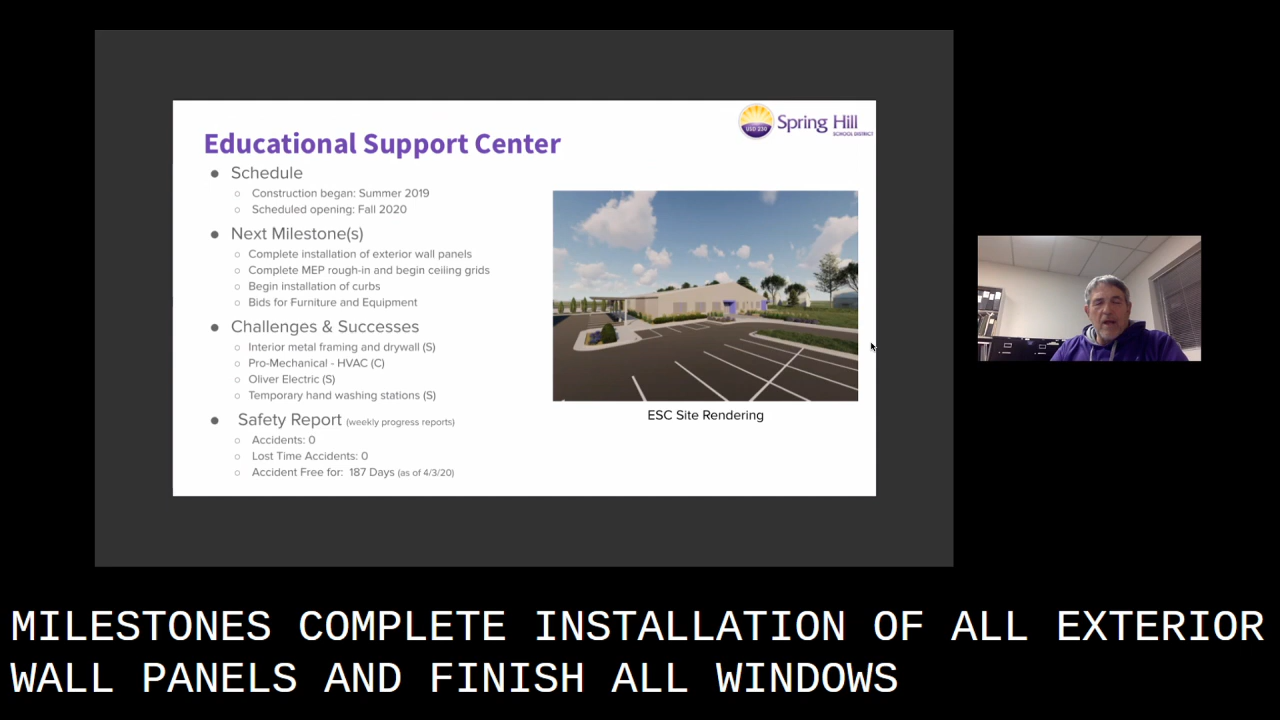 USD 230
Spring Hill
SCHOOL DISTRICT
Educational Support Center
● Schedule
○ Construction began: Summer 2019
○ Scheduled opening: Fall 2020
● Next Milestone(s)
○ Complete installation of exterior wall panels
○ Complete MEP rough-in and begin ceiling grids
○ Begin installation of curbs
○ Bids for Furniture and Equipment
● Challenges & Successes
○ Interior metal framing and drywall (S)
○ Pro-Mechanical - HVAC (C)
○ Oliver Electric (S)
○ Temporary hand washing stations (S)
● Safety Report (weekly progress reports)
○ Accidents: 0
○ Lost Time Accidents: 0
○ Accident Free for: 187 Days (as of 4/3/20)
ESC Site Rendering
MILESTONES COMPLETE INSTALLATION OF ALL EXTERIOR
WALL PANELS AND FINISH ALL WINDOWS